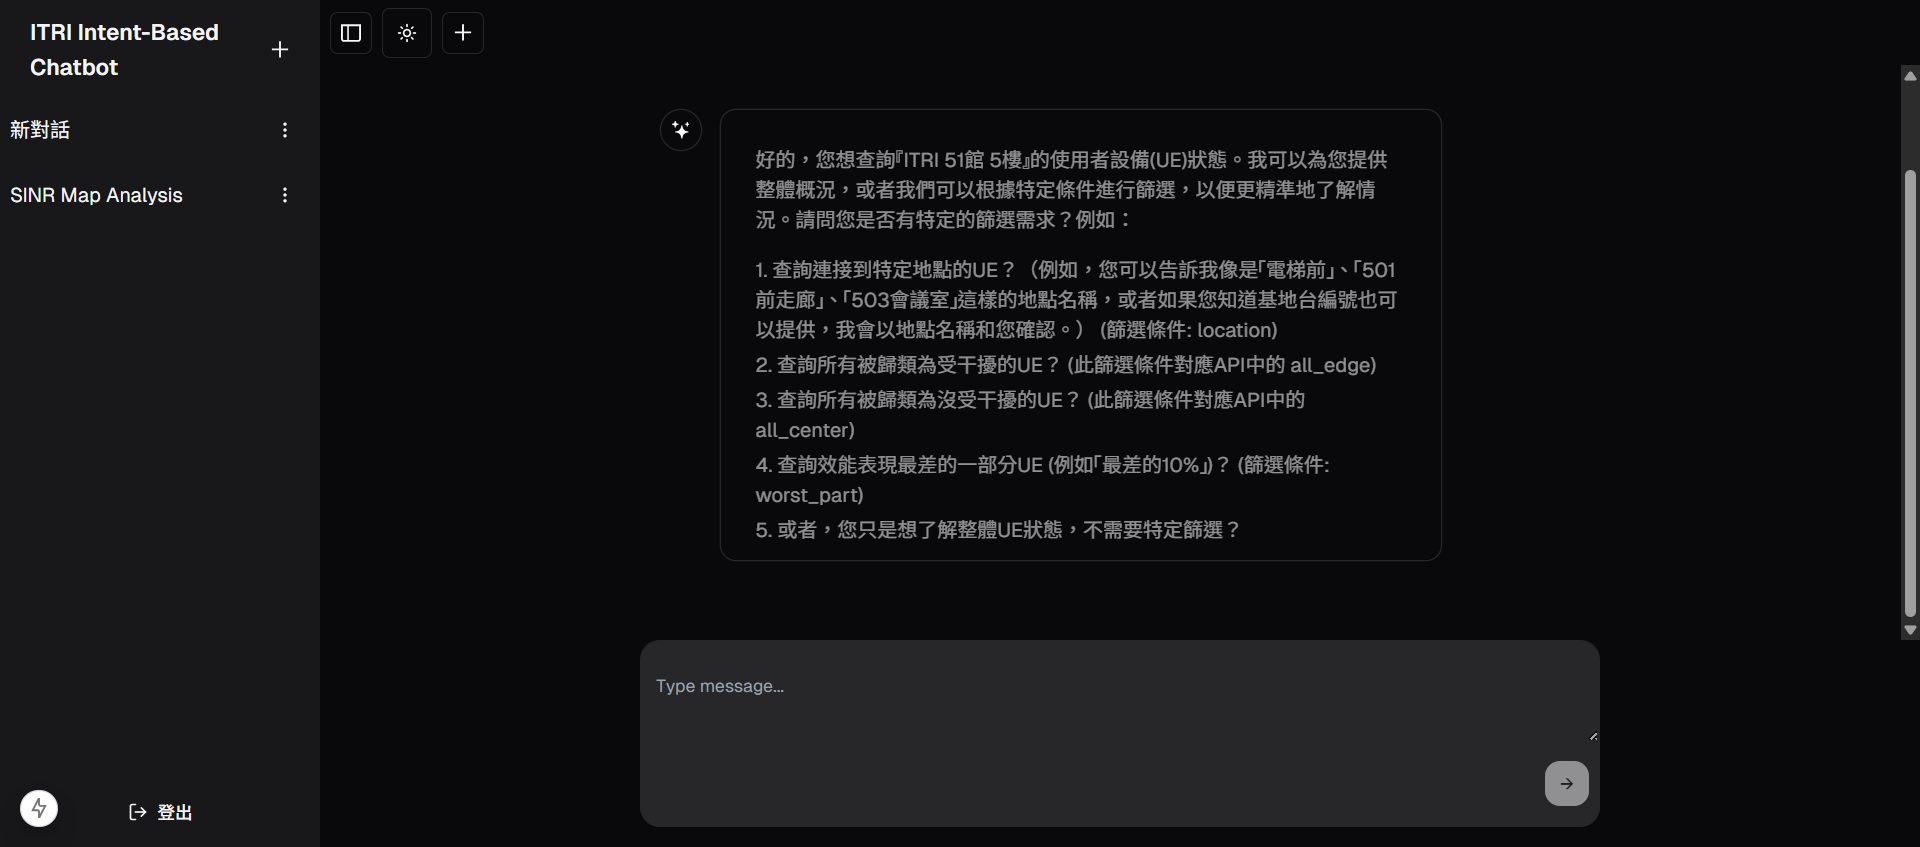 ITRI Intent-Based
Chatbot
新對話
SINR Map Analysis
登出
好的，您想查詢『ITRI 51館 5樓』的使用者設備(UE)狀態。我可以為您提供
整體概況，或者我們可以根據特定條件進行篩選，以便更精準地了解情
況。請問您是否有特定的篩選需求？例如：
1. 查詢連接到特定地點的UE？（例如，您可以告訴我像是「電梯前」、「501
前走廊」、「503會議室」這樣的地點名稱，或者如果您知道基地台編號也可
以提供，我會以地點名稱和您確認。） (篩選條件: location)
2. 查詢所有被歸類為受干擾的UE？ (此篩選條件對應API中的 all_edge)
3. 查詢所有被歸類為沒受干擾的UE？ (此篩選條件對應API中的
all_center)
4. 查詢效能表現最差的一部分UE (例如「最差的10%」)？ (篩選條件:
worst_part)
5. 或者，您只是想了解整體UE狀態，不需要特定篩選？
Type message...